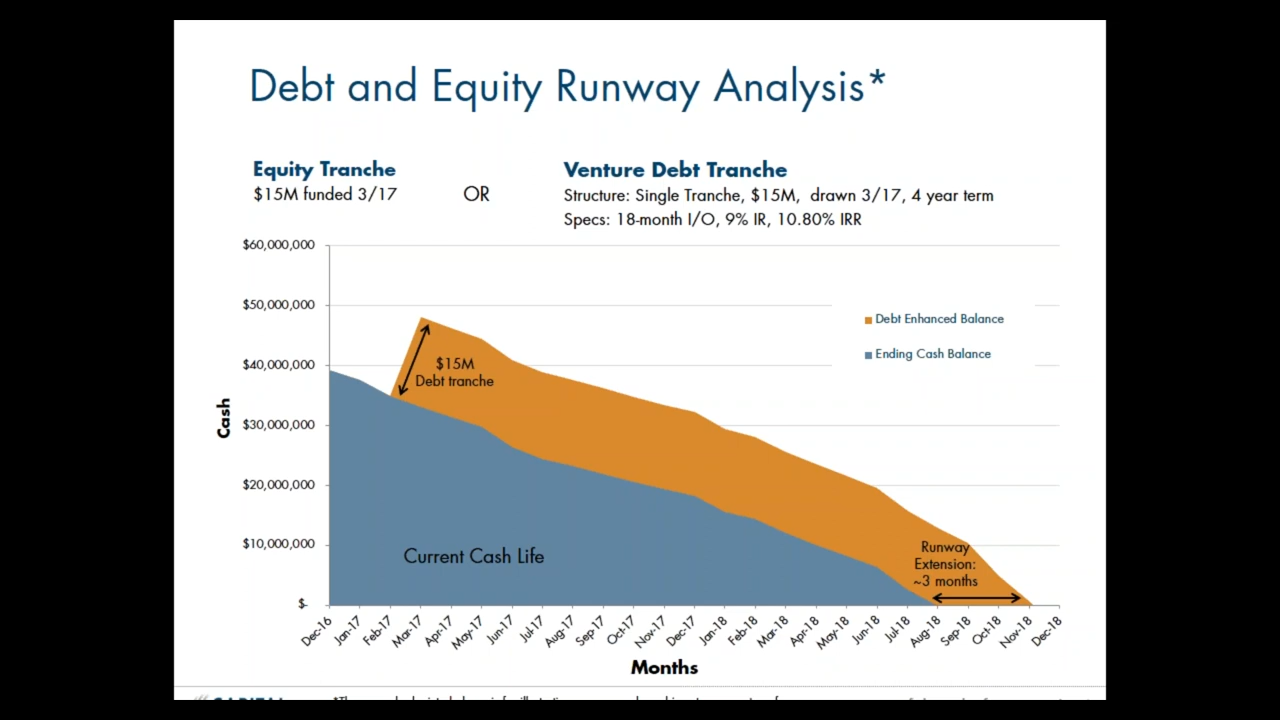 Debt and Equity Runway Analysis*
Equity Tranche
$15M funded 3/17
OR
Venture Debt Tranche
Structure: Single Tranche, $15M, drawn 3/17, 4 year term
Specs: 18-month I/O, 9% IR, 10.80% IRR
$60,000,000
$50,000,000
$40,000,000
$30,000,000
$20,000,000
$10,000,000
$-
Cash
Debt Enhanced Balance
Ending Cash Balance
$15M
Debt tranche
Current Cash Life
Runway
Extension:
~3 months
Dec-16
Jan-17
Feb-17
Mar-17
Apr-17
May-17
Jun-17
Jul-17
Aug-17
Sep-17
Oct-17
Nov-17
Dec-17
Jan-18
Feb-18
Mar-18
Apr-18
May-18
Jun-18
Jul-18
Aug-18
Sep-18
Oct-18
Nov-18
Dec-18
Months
CAPITAL